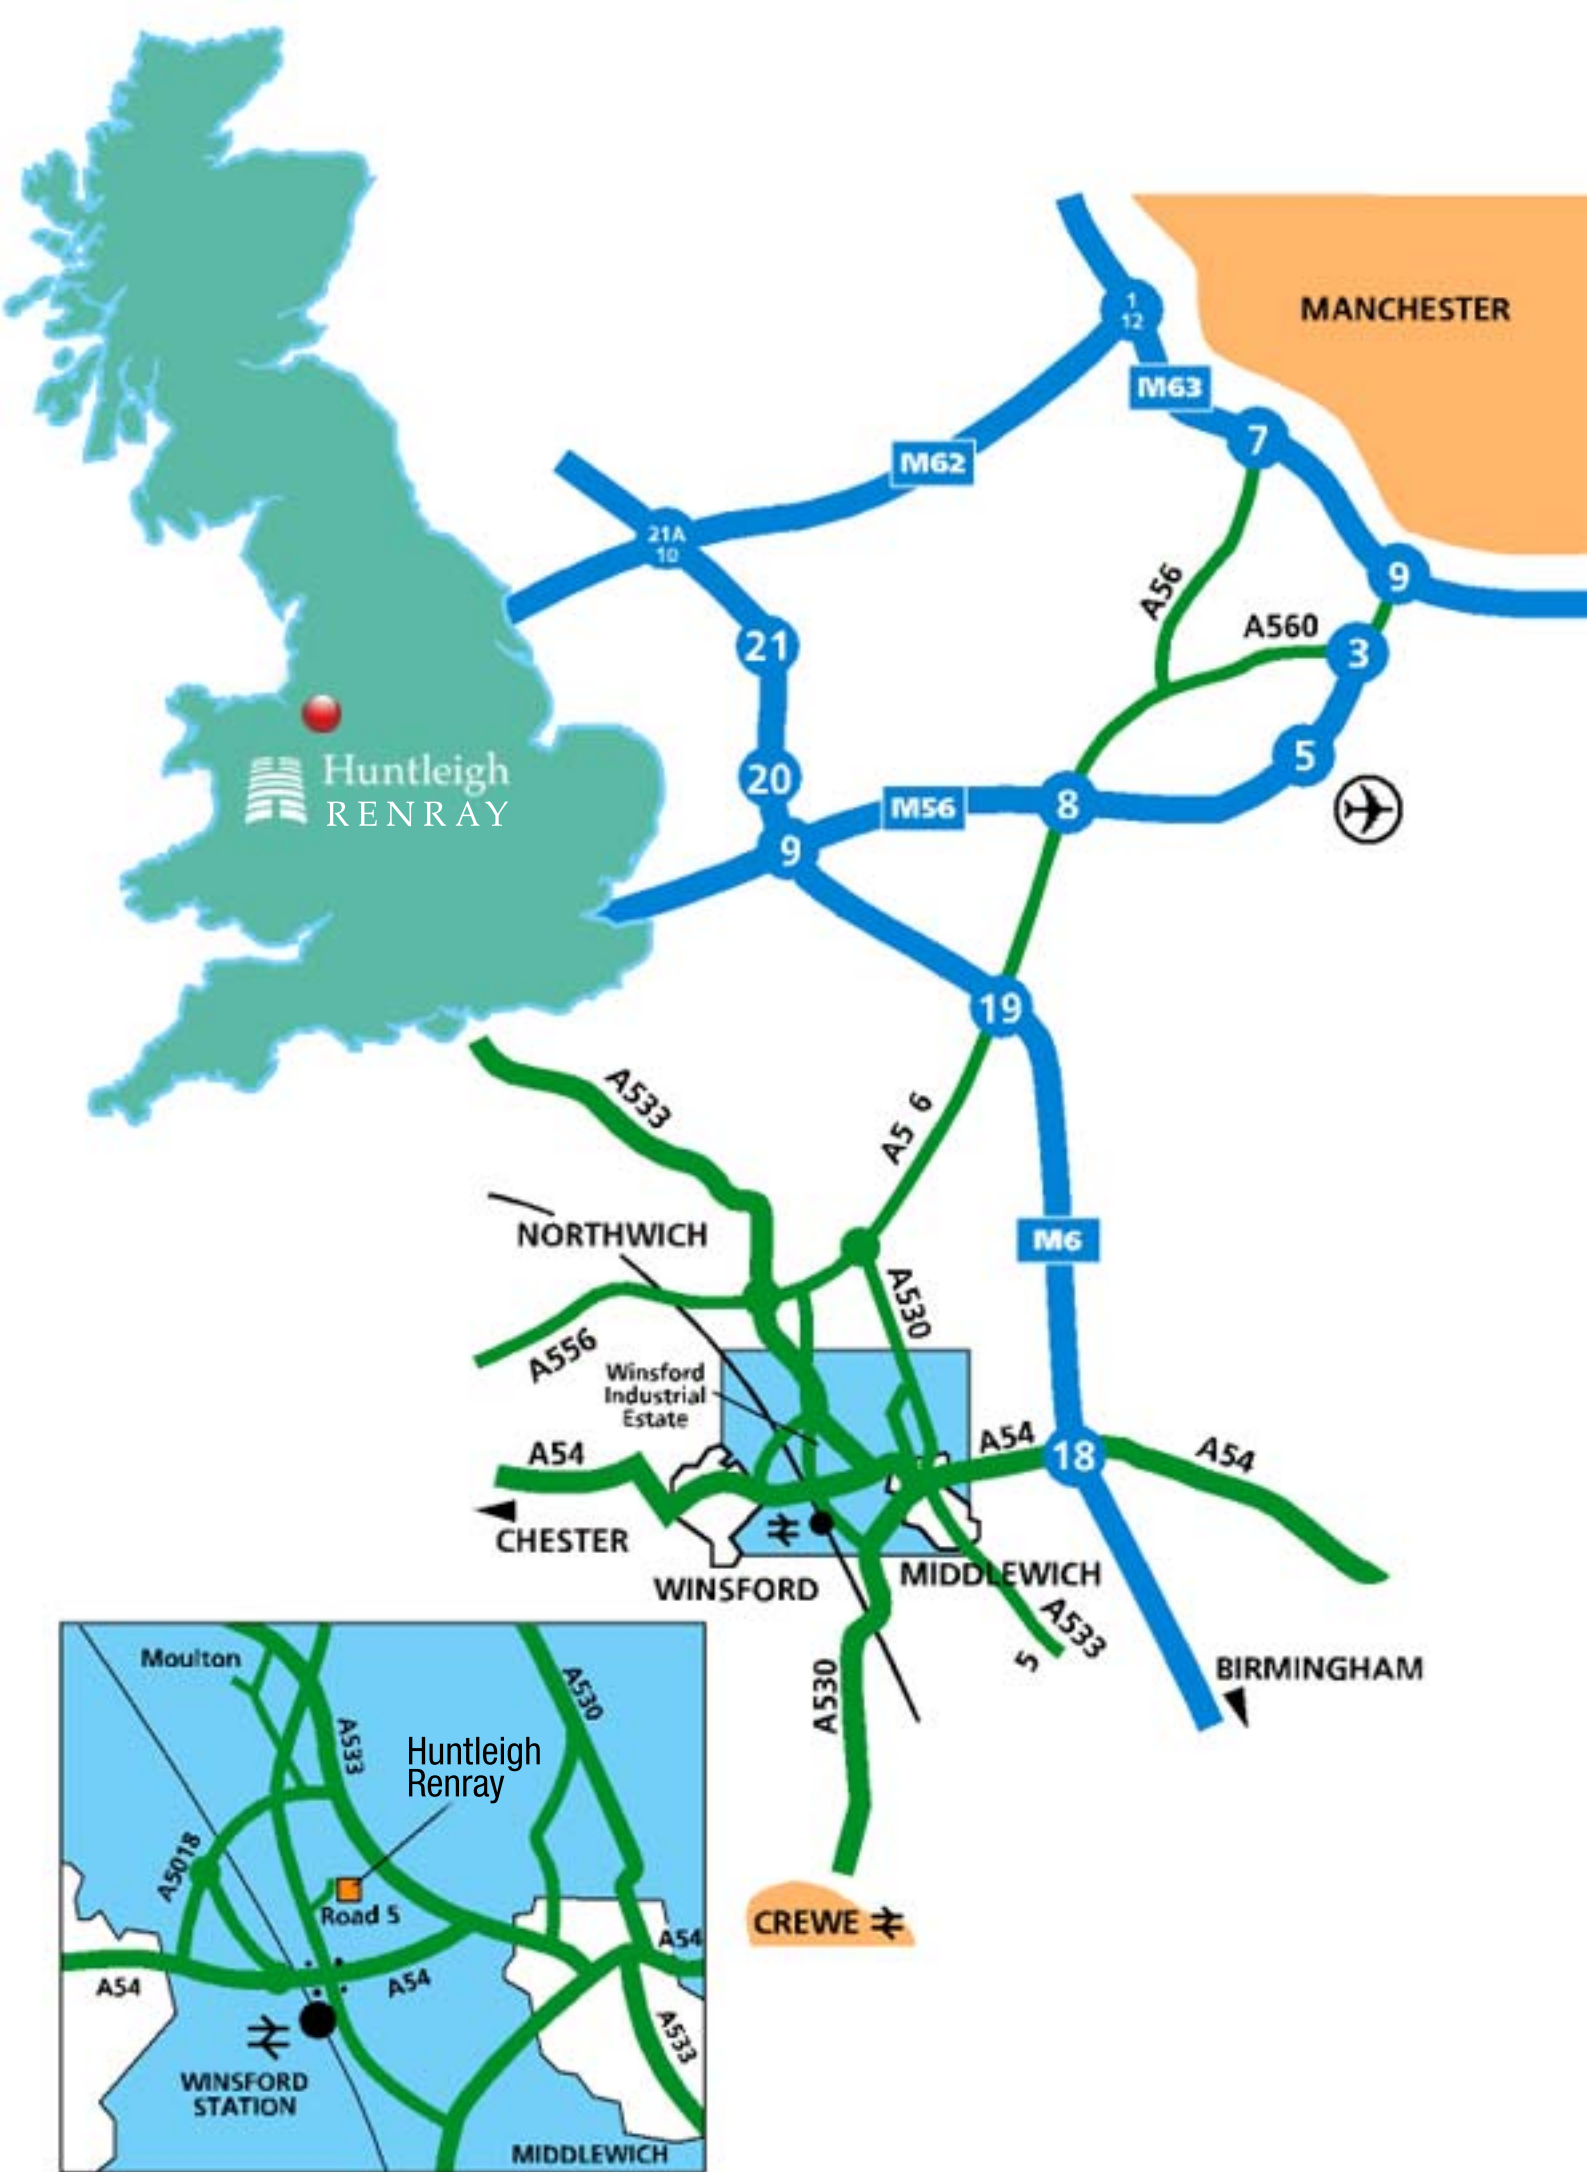 MANCHESTER
1
12
M63
7
M62
21A
10
9
A56
A560
3
21
Huntleigh
RENRAY
20
5
M56
8
9
19
A533
A5 6
NORTHWICH
M6
A530
A556
Winsford
Industrial
Estate
A54
A54
18
A54
CHESTER
WINSFORD
MIDDLEWICH
A533
5
BIRMINGHAM
A530
CREWE
Moulton
A530
A533
Huntleigh
Renray
A5018
Road 5
A54
A54
A54
A533
WINSFORD
STATION
MIDDLEWICH